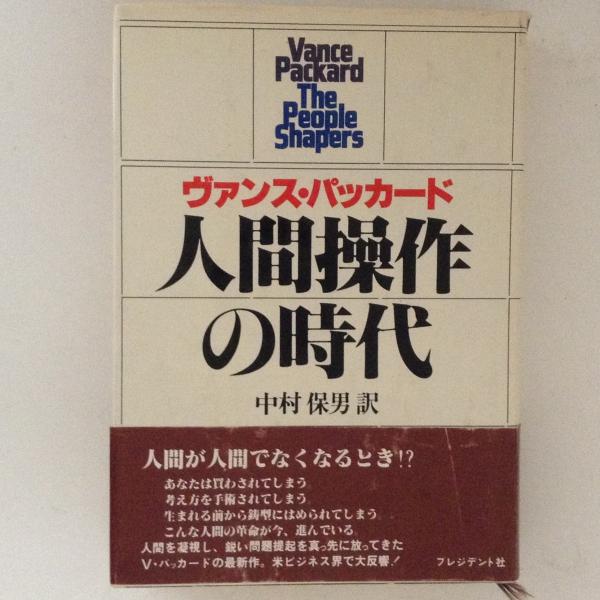 Vance
Packard
The
People
Shapers
ヴァンス・パッカード
人間操作
の時代
中村保男訳
人間が人間でなくなるとき!?
あなたは買わされてしまう。
考え方を手術されてしまう。
生まれる前から鋳型にはめられてしまう。
こんな人間の革命が今、進んでいる。
人間を凝視し、鋭い問題提起を真っ先に放ってきた
V・パッカードの最新作。米ビジネス界で大反響!
プレジデント社